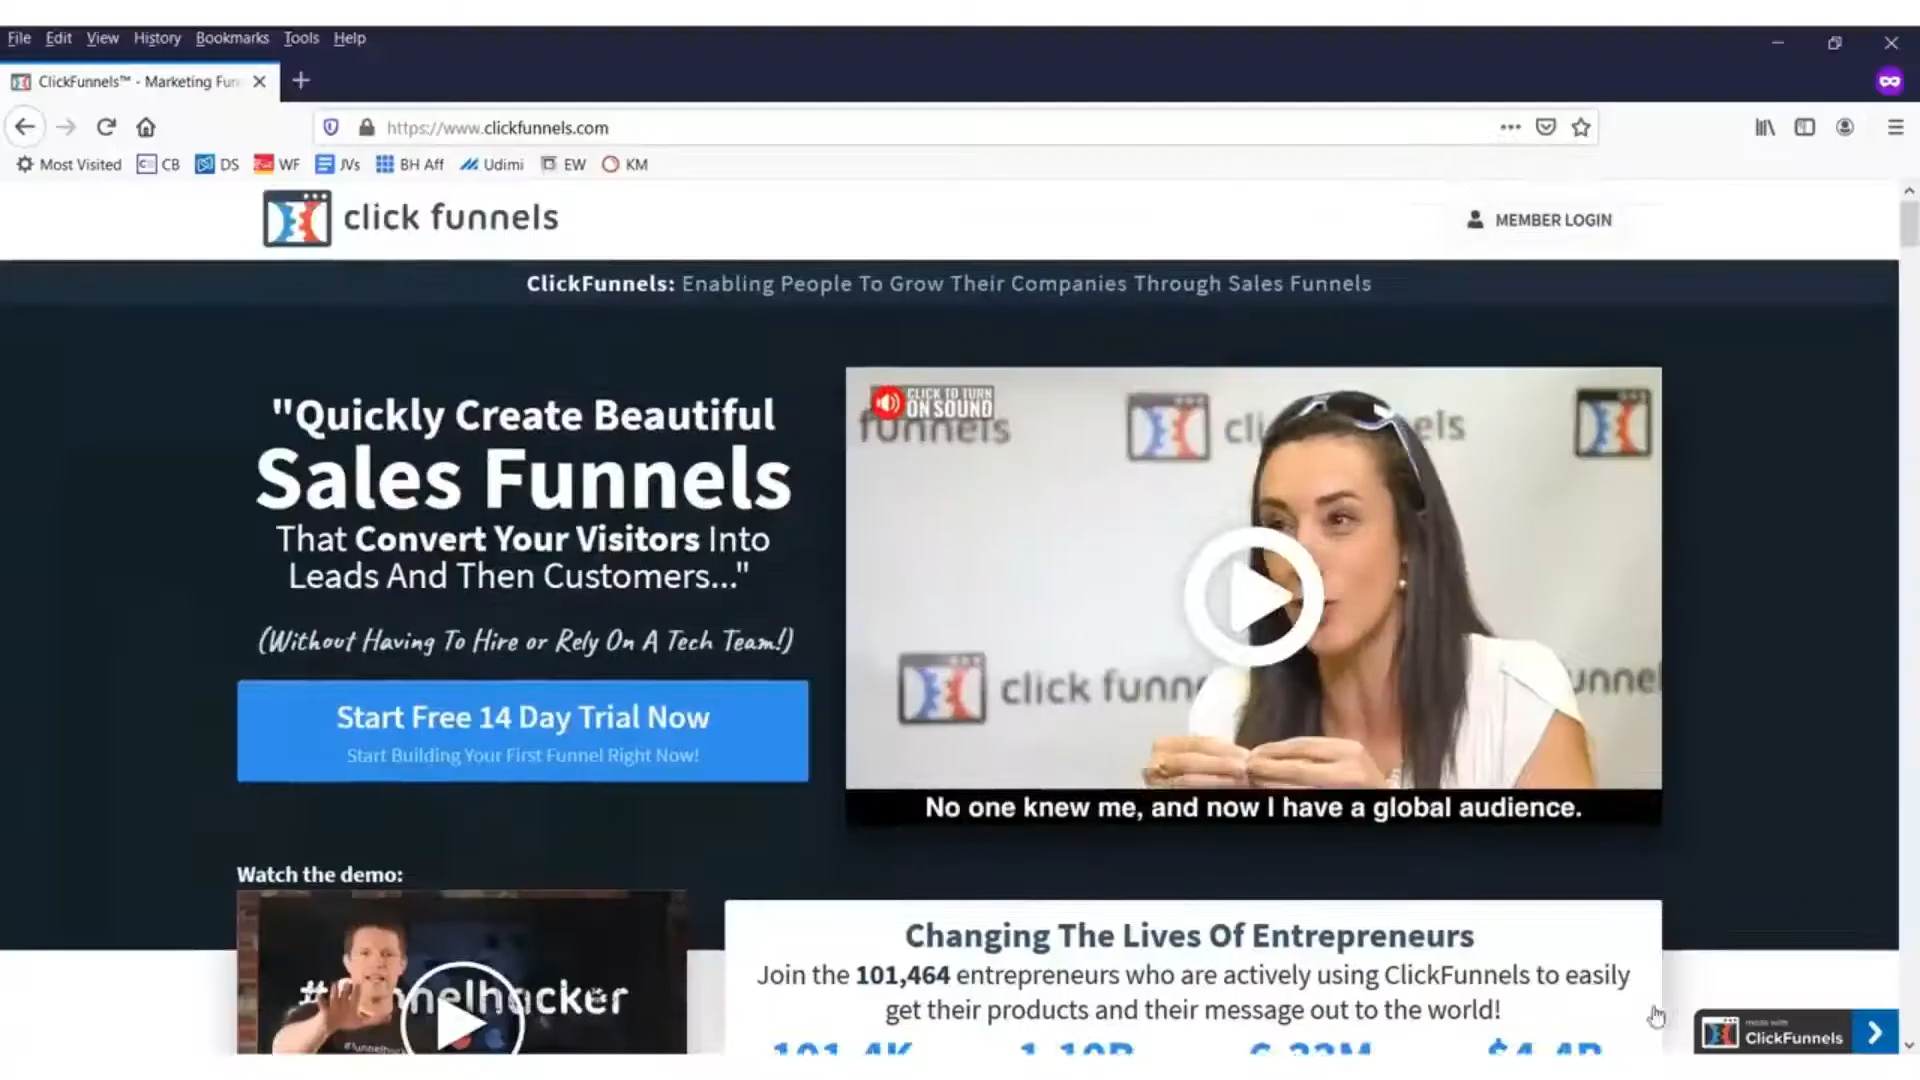 File Edit View History Bookmarks Tools Help
ClickFunnels™ - Marketing Fun
https://www.clickfunnels.com
Most Visited CB DS WF JVs BH Aff Udimi EW KM
click funnels
MEMBER LOGIN
ClickFunnels: Enabling People To Grow Their Companies Through Sales Funnels
"Quickly Create Beautiful
Sales Funnels
That Convert Your Visitors Into
Leads And Then Customers..."
(Without Having To Hire or Rely On A Tech Team!)
Start Free 14 Day Trial Now
Start Building Your First Funnel Right Now!
CLICK TO TURN
ON SOUND
funnels
click funn
No one knew me, and now I have a global audience.
Watch the demo:
Changing The Lives Of Entrepreneurs
Join the 101,464 entrepreneurs who are actively using ClickFunnels to easily
get their products and their message out to the world!
made with
ClickFunnels